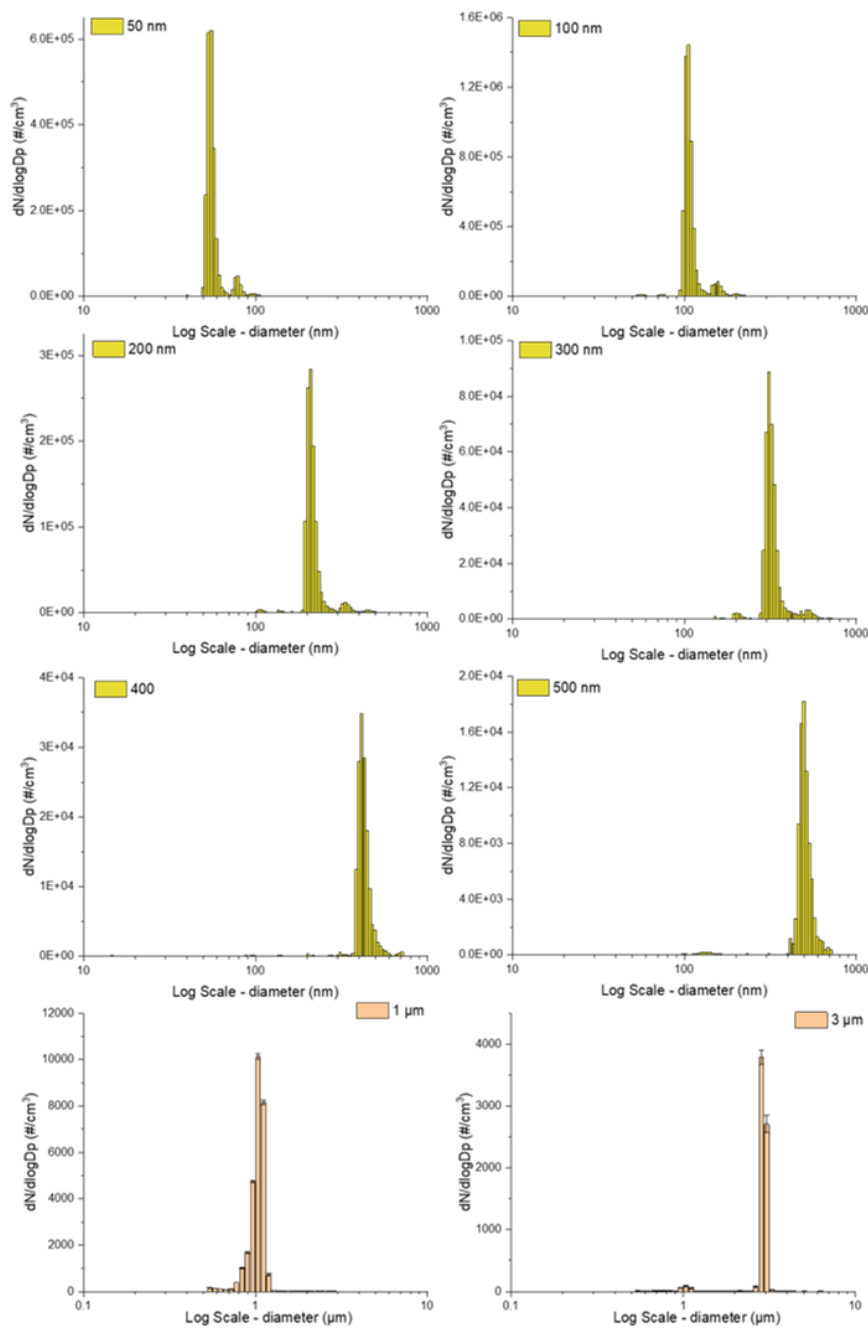 50 nm
6.0E+05
4.0E+05
2.0E+05
0.0E+00
dN/dlogDp (#/cm³)
10
100
1000
Log Scale - diameter (nm)
100 nm
1.6E+06
1.2E+06
8.0E+05
4.0E+05
0.0E+00
dN/dlogDp (#/cm³)
10
100
1000
Log Scale - diameter (nm)
200 nm
3E+05
2E+05
1E+05
0E+00
dN/dlogDp (#/cm³)
10
100
1000
Log Scale - diameter (nm)
300 nm
1.0E+05
8.0E+04
6.0E+04
4.0E+04
2.0E+04
0.0E+00
dN/dlogDp (#/cm³)
10
100
1000
Log Scale - diameter (nm)
400
4E+04
3E+04
2E+04
1E+04
0E+00
dN/dlogDp (#/cm³)
10
100
1000
Log Scale - diameter (nm)
500 nm
2.0E+04
1.6E+04
1.2E+04
8.0E+03
4.0E+03
0.0E+00
dN/dlogDp (#/cm³)
10
100
1000
Log Scale - diameter (nm)
1 µm
12000
10000
8000
6000
4000
2000
0
dN/dlogDp (#/cm³)
0.1
1
10
Log Scale - diameter (µm)
3 µm
4000
3000
2000
1000
0
dN/dlogDp (#/cm³)
0.1
1
10
Log Scale - diameter (µm)